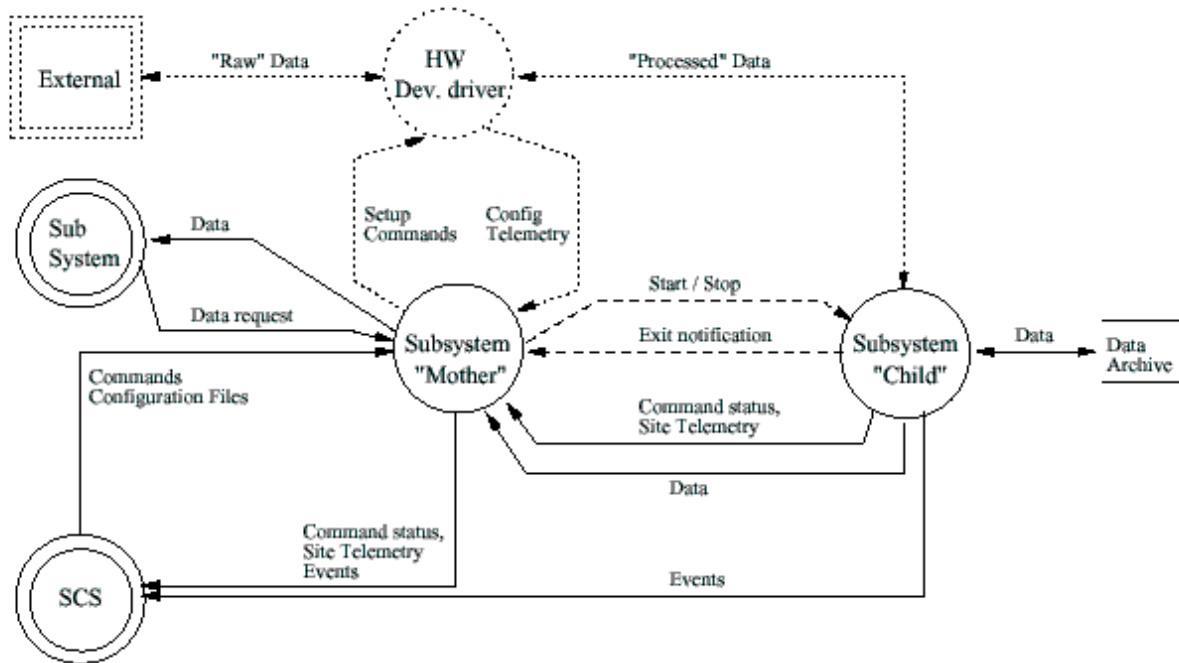 External
"Raw" Data
HW
Dev. driver
"Processed" Data
Sub
System
Data
Data request
Setup
Commands
Config
Telemetry
Start / Stop
Exit notification
Subsystem
"Mother"
Subsystem
"Child"
Data
Data
Archive
Commands
Configuration Files
Command status,
Site Telemetry
Data
Command status,
Site Telemetry
Events
Events
SCS